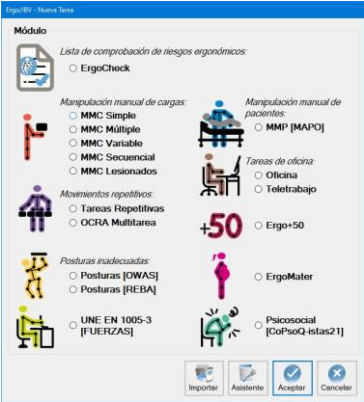 Ergo/IBV - Nueva Tarea
Módulo
Lista de comprobación de riesgos ergonómicos:
ErgoCheck
Manipulación manual de cargas:
MMC Simple
MMC Múltiple
MMC Variable
MMC Secuencial
MMC Lesionados
Manipulación manual de
pacientes:
MMP [MAPO]
Tareas de oficina:
Oficina
Teletrabajo
Movimientos repetitivos:
Tareas Repetitivas
OCRA Multitarea
+50
Ergo+50
Posturas inadecuadas:
Posturas [OWAS]
Posturas [REBA]
ErgoMater
UNE EN 1005-3
[FUERZAS]
Psicosocial
[CoPsoQ-istas21]
Importar
Asistente
Aceptar
Cancelar